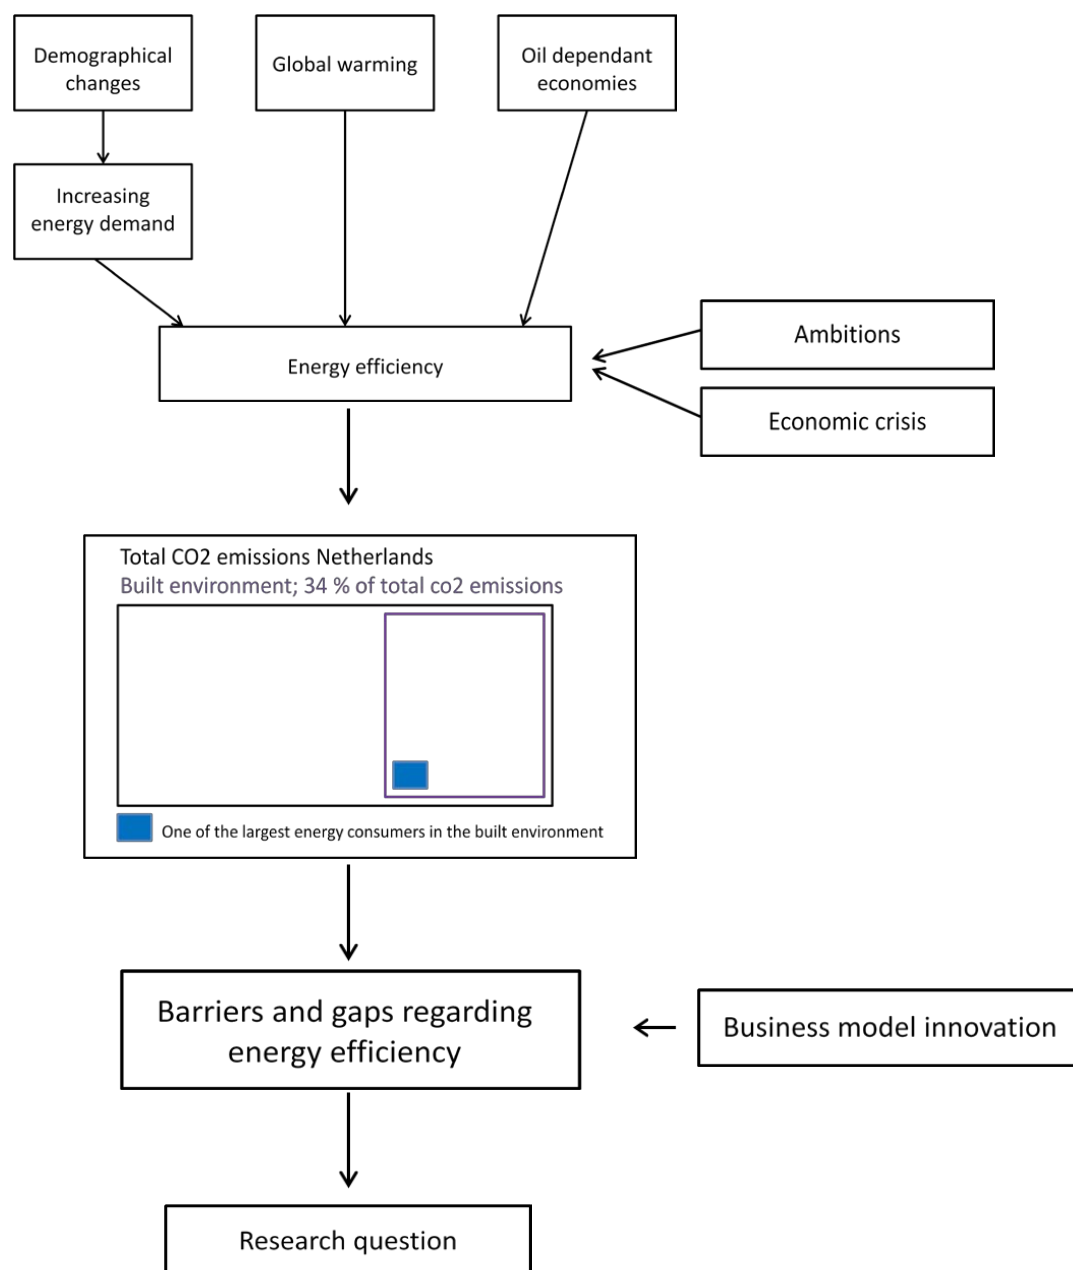 Demographical
changes
Global warming
Oil dependant
economies
Increasing
energy demand
Energy efficiency
Ambitions
Economic crisis
Total CO2 emissions Netherlands
Built environment; 34 % of total co2 emissions
One of the largest energy consumers in the built environment
Barriers and gaps regarding
energy efficiency
Business model innovation
Research question